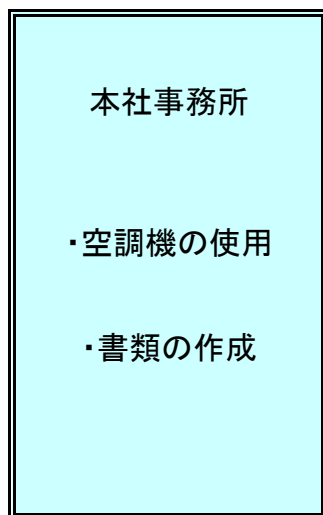 本社事務所
・空調機の使用
・書類の作成